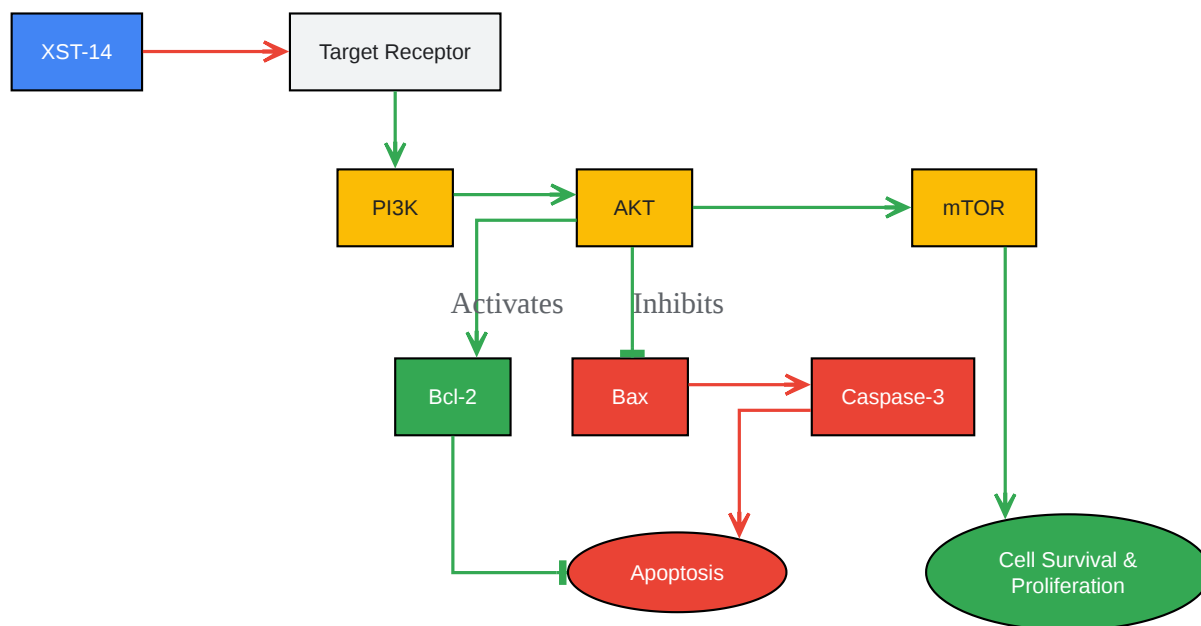 XST-14
Target Receptor
PI3K
AKT
mTOR
Activates
Inhibits
Bcl-2
Bax
Caspase-3
Apoptosis
Cell Survival &
Proliferation